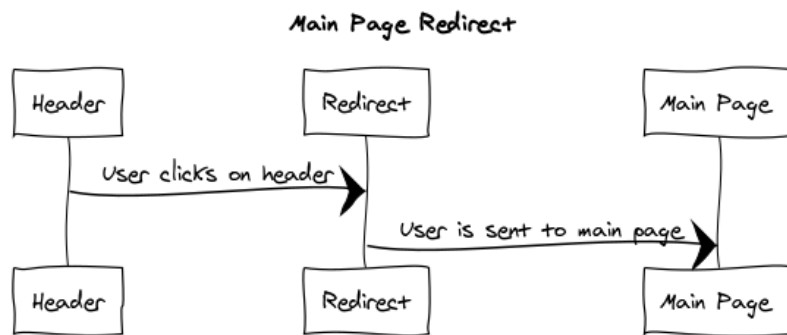 Main Page Redirect
Header Redirect Main Page
User clicks on header
User is sent to main page
Header Redirect Main Page